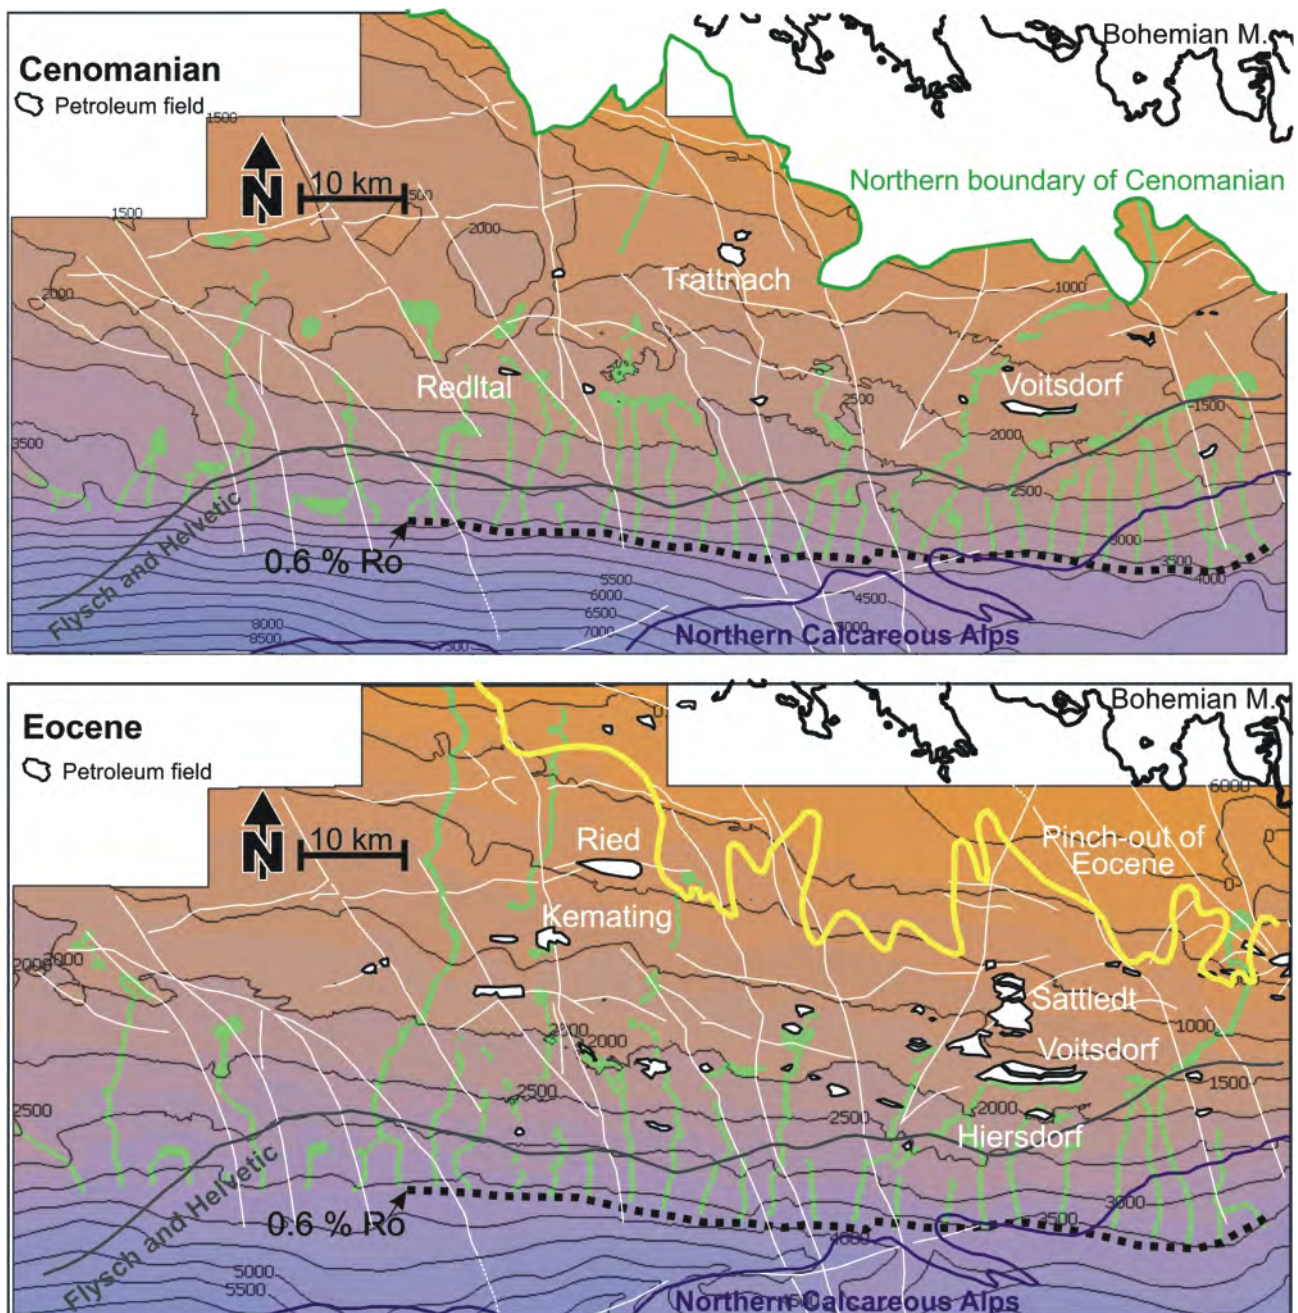 Bohemian M.
Cenomanian
Petroleum field
1500
Northern boundary of Cenomanian
10 km
N
1500
2000
Trattnach
1000
2000
Redltal
Voitsdorf
2500
1500
2000
3500
2500
Flysch and Helvetic
0.6 % Ro
3000
3500
4000
5500
6000
4500
6500
8000
7000
8500
7500
Northern Calcareous Alps
Bohemian M.
Eocene
Petroleum field
6000
0
10 km
N
Ried
Pinch-out of
Eocene
0
0
Kemating
2000
Sattledt
1000
2000
Voitsdorf
2500
1500
2500
2000
2500
Hiersdorf
Flysch and Helvetic
0.6 % Ro
3000
3500
4000
5000
5500
Northern Calcareous Alps